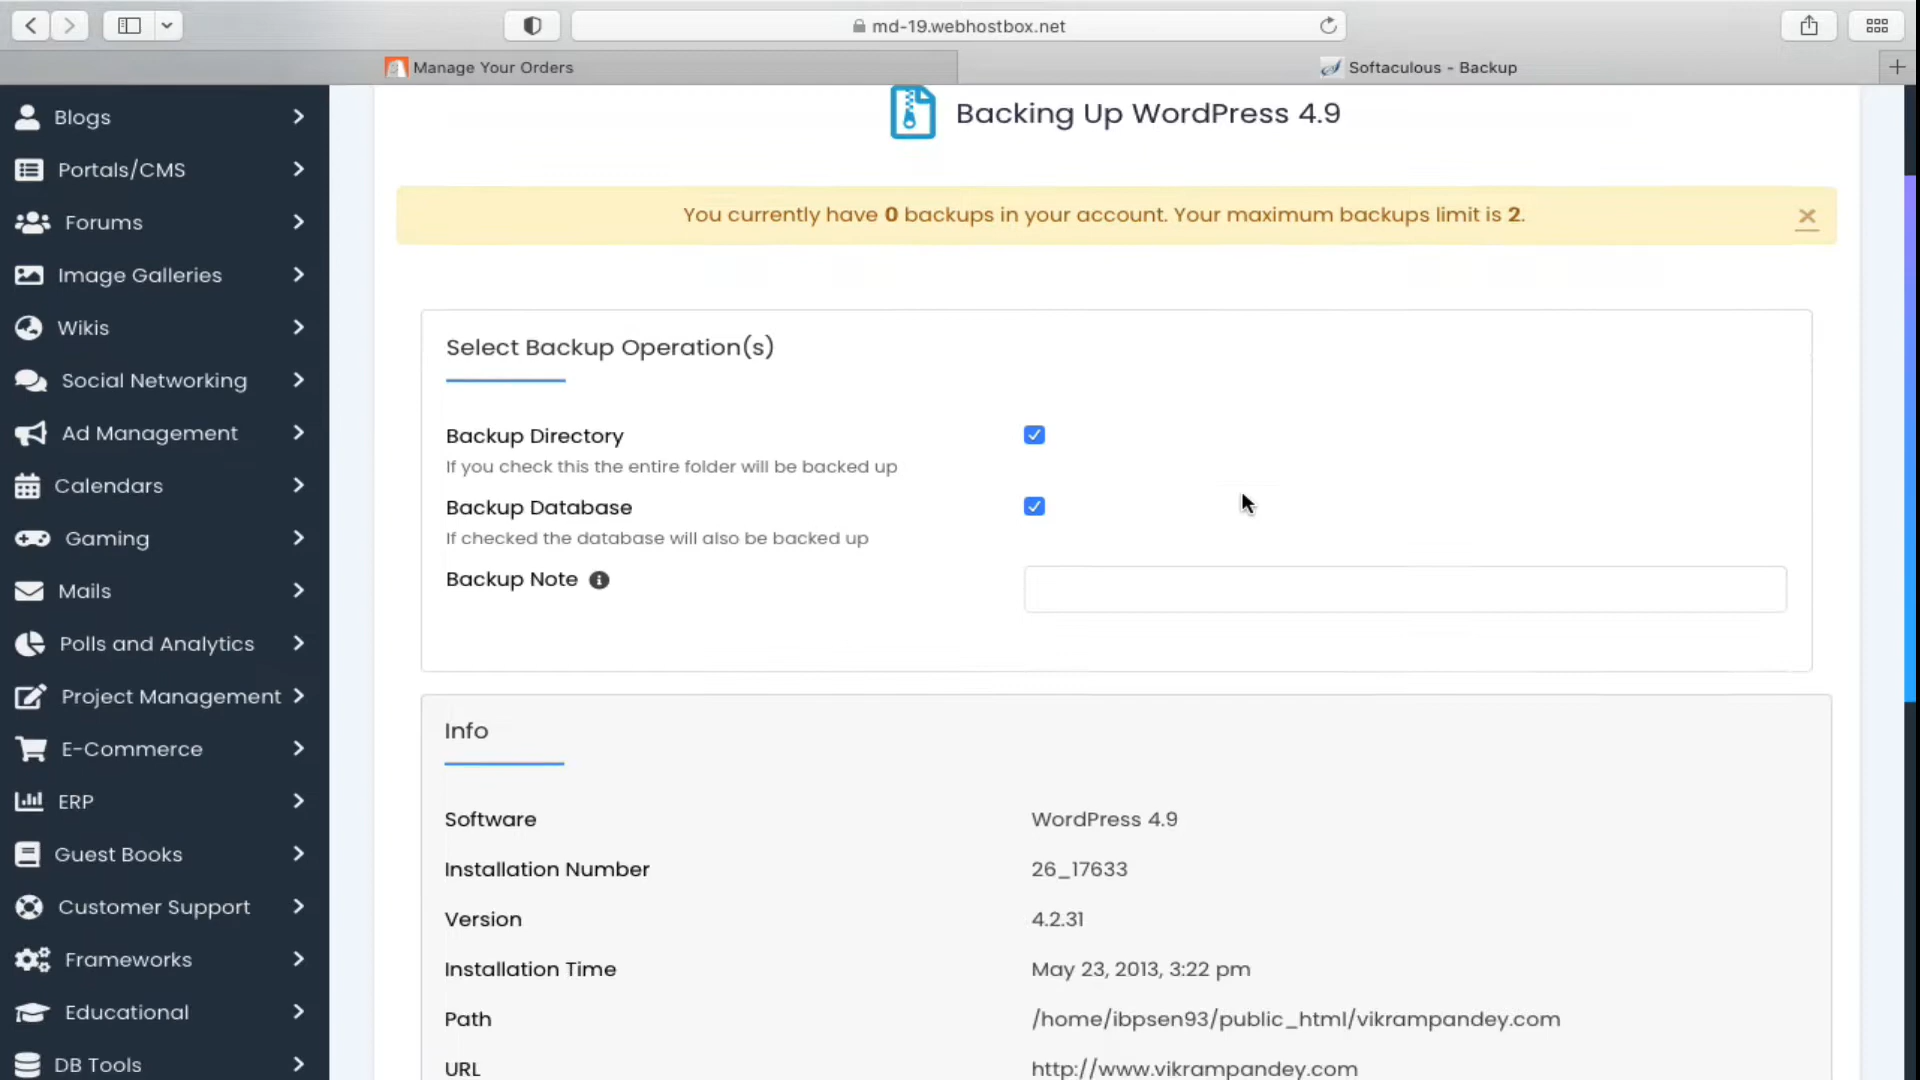 md-19.webhostbox.net
Manage Your Orders
Softaculous - Backup
Blogs
Portals/CMS
Forums
Image Galleries
Wikis
Social Networking
Ad Management
Calendars
Gaming
Mails
Polls and Analytics
Project Management
E-Commerce
ERP
Guest Books
Customer Support
Frameworks
Educational
DB Tools
Backing Up WordPress 4.9
You currently have 0 backups in your account. Your maximum backups limit is 2.
Select Backup Operation(s)
Backup Directory
If you check this the entire folder will be backed up
Backup Database
If checked the database will also be backed up
Backup Note
Info
Software WordPress 4.9
Installation Number 26_17633
Version 4.2.31
Installation Time May 23, 2013, 3:22 pm
Path /home/ibpsen93/public_html/vikrampandey.com
URL http://www.vikrampandey.com